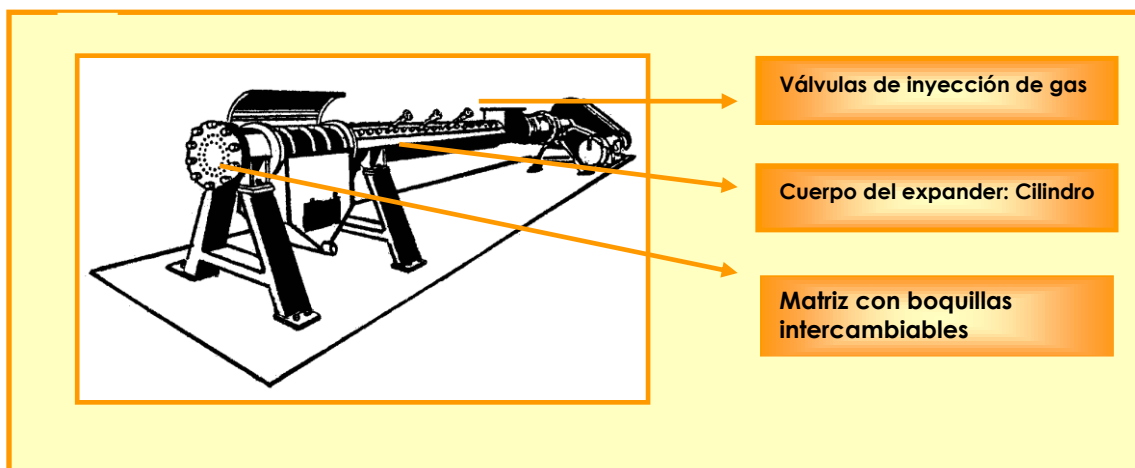 Válvulas de inyección de gas
Cuerpo del expander: Cilindro
Matriz con boquillas
intercambiables